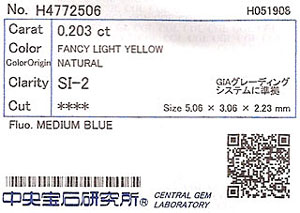 No. H4772506 H051908
Carat 0.203 ct
Color FANCY LIGHT YELLOW
ColorOrigin NATURAL
Clarity SI-2 GIAグレーディング
システムに準拠
Cut **** Size 5.06 × 3.06 × 2.23 mm
Fluo. MEDIUM BLUE
中央宝石研究所 CENTRAL GEM
LABORATORY